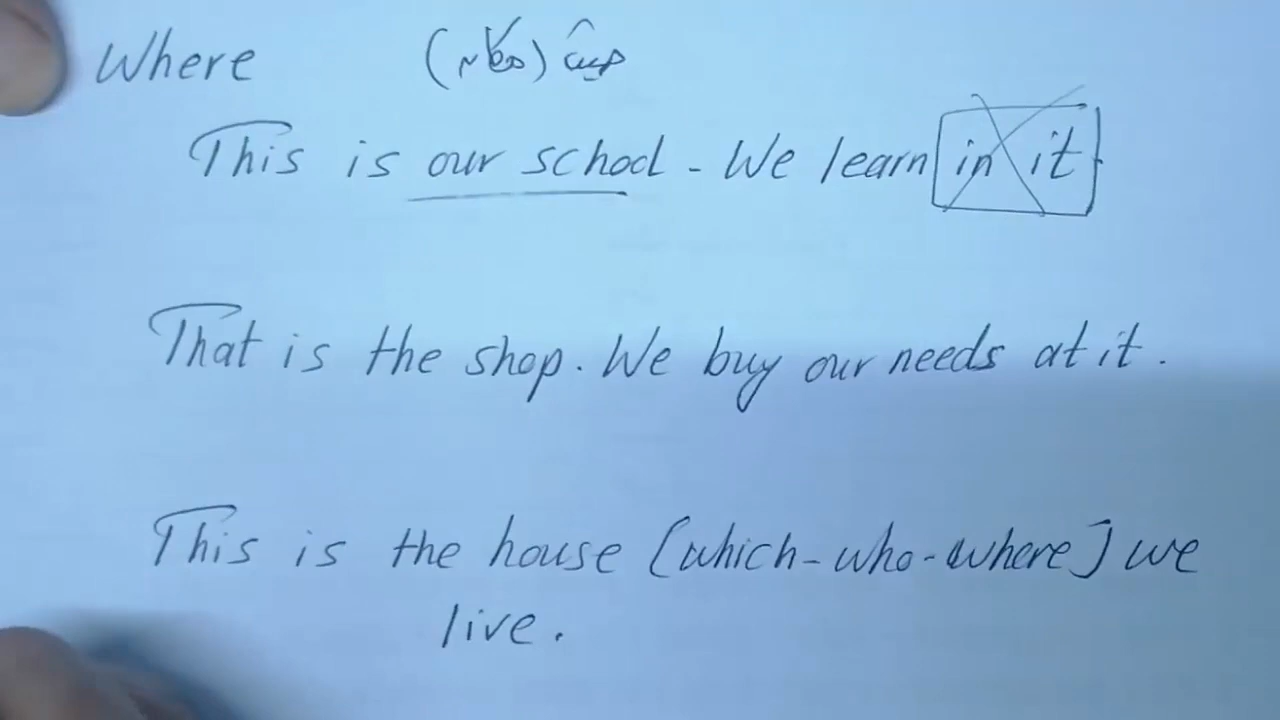 Where حيث (مكان)
This is our school - We learn in it
That is the shop. We buy our needs at it.
This is the house [which-who-where] we
live.